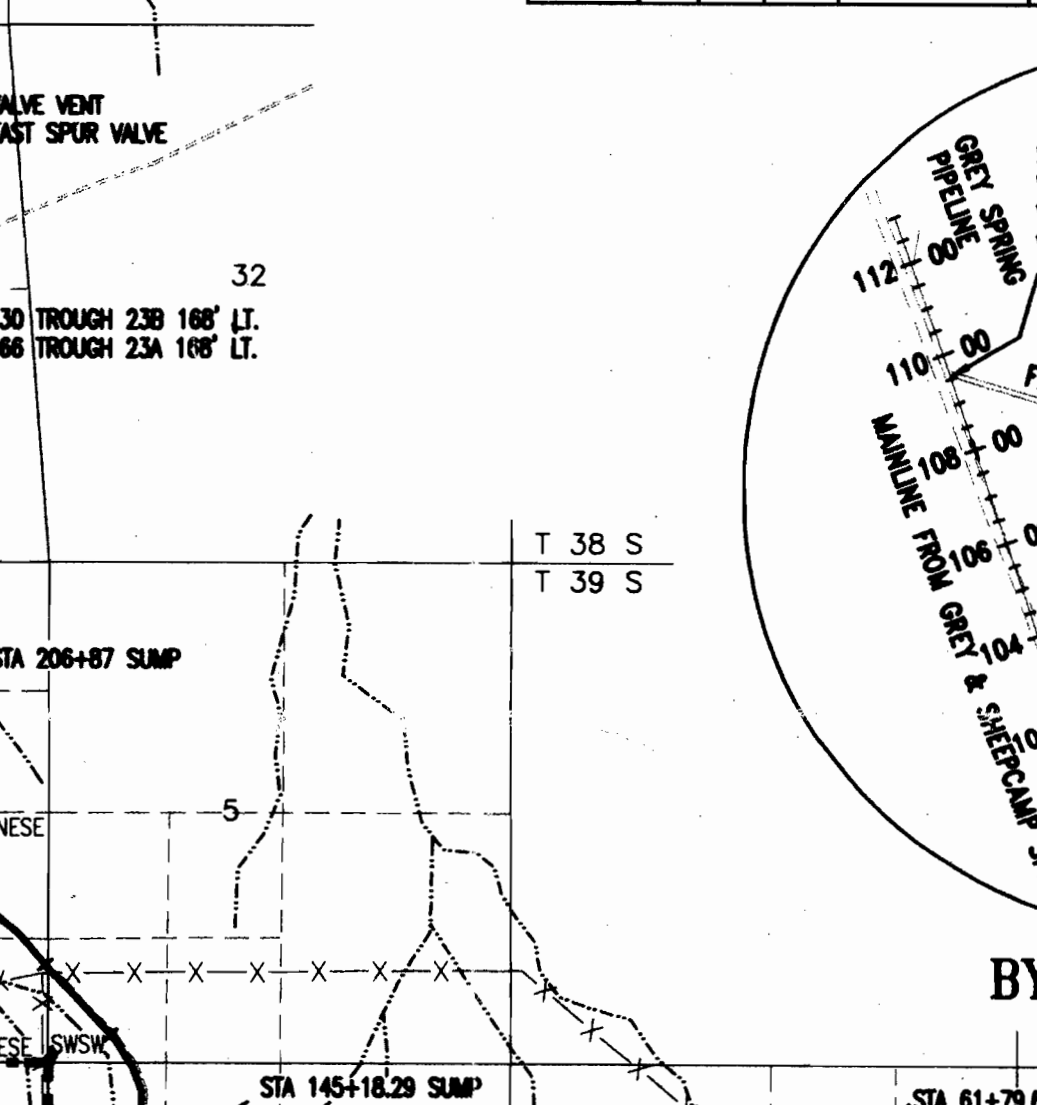 VALVE VENT
EAST SPUR VALVE
32
30 TROUGH 23B 168' LT.
66 TROUGH 23A 168' LT.
GREY SPRING
PIPELINE
112 00
110 00
108 00
106
104
MAINLINE FROM GREY & SHEEPCAMP
T 38 S
T 39 S
STA 206+87 SUMP
5
NESE
BY
ESE
SWSW
STA 145+18.29 SUMP
STA 61+79